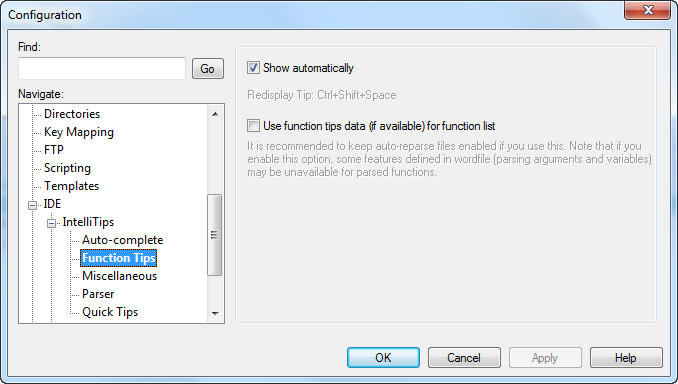 Configuration
Find:
Go
Navigate:
Directories
Key Mapping
FTP
Scripting
Templates
IDE
IntelliTips
Auto-complete
Function Tips
Miscellaneous
Parser
Quick Tips
Show automatically
Redisplay Tip: Ctrl+Shift+Space
Use function tips data (if available) for function list
It is recommended to keep auto-reparse files enabled if you use this. Note that if you
enable this option, some features defined in wordfile (parsing arguments and variables)
may be unavailable for parsed functions.
OK
Cancel
Apply
Help